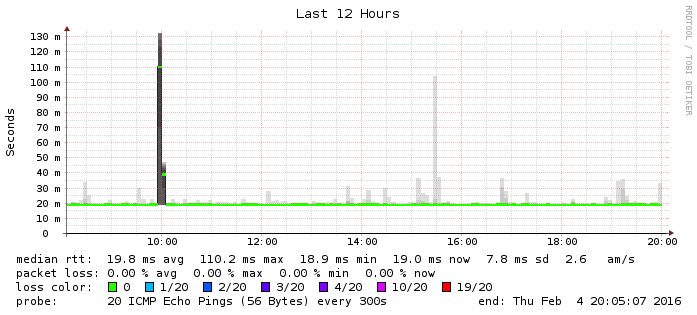 Last 12 Hours
RRDTOOL / TOBI OETIKER
Seconds
130 m
120 m
110 m
100 m
90 m
80 m
70 m
60 m
50 m
40 m
30 m
20 m
10 m
0
10:00 12:00 14:00 16:00 18:00 20:00
median rtt: 19.8 ms avg 110.2 ms max 18.9 ms min 19.0 ms now 7.8 ms sd 2.6 am/s
packet loss: 0.00 % avg 0.00 % max 0.00 % min 0.00 % now
loss color: 0 1/20 2/20 3/20 4/20 10/20 19/20
probe: 20 ICMP Echo Pings (56 Bytes) every 300s end: Thu Feb 4 20:05:07 2016